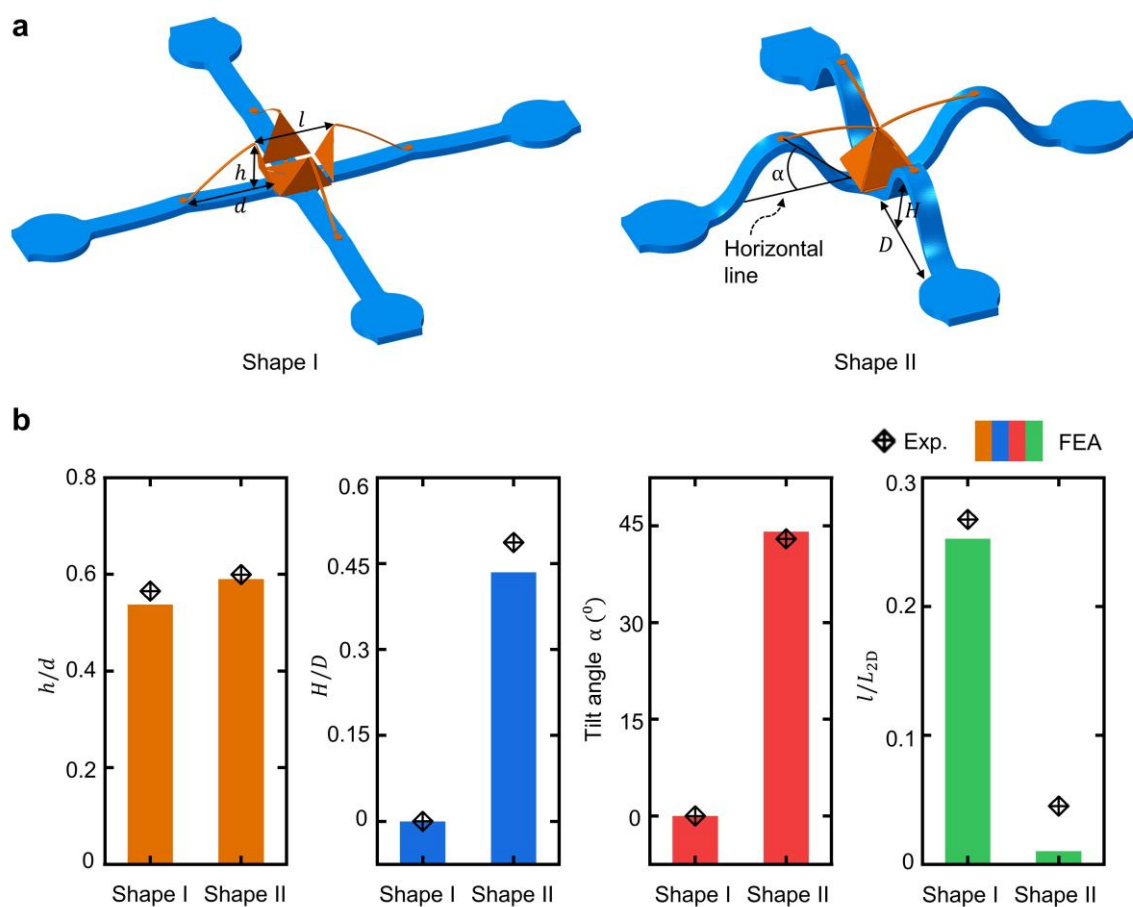 a
l
h
d
α
H
D
Horizontal
line
Shape I
Shape II
b
Exp.
FEA
0.8
0.6
0.4
0.2
0
h/d
Shape I Shape II
0.6
0.45
0.3
0.15
0
H/D
Shape I Shape II
45
30
15
0
Tilt angle α (⁰)
Shape I Shape II
0.3
0.2
0.1
0
l/L₂D
Shape I Shape II